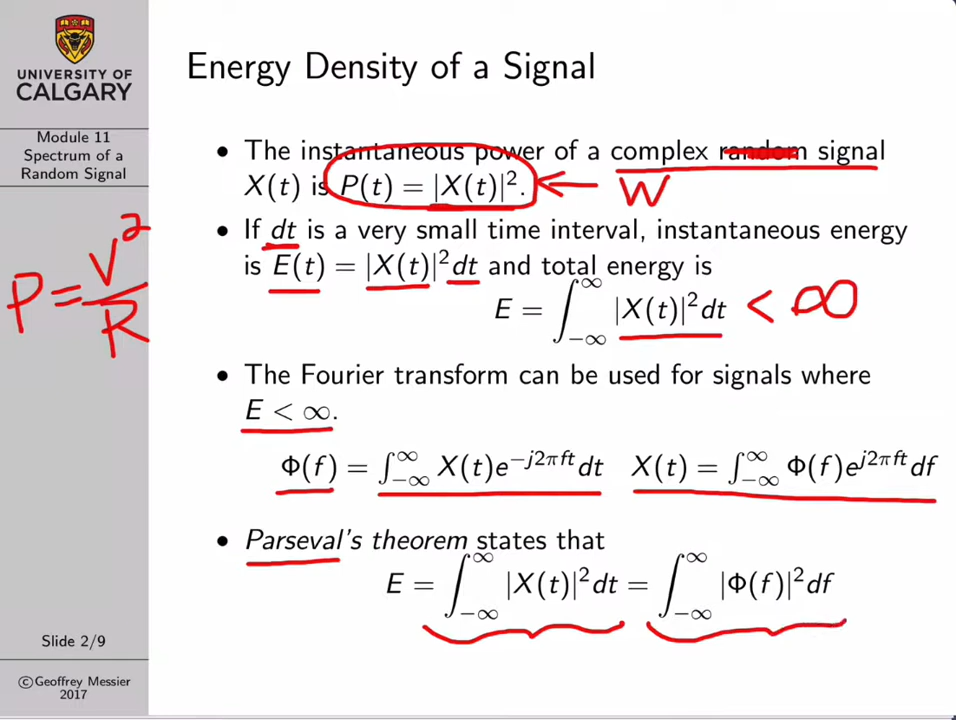 UNIVERSITY OF
CALGARY
Module 11
Spectrum of a
Random Signal
P = V²/R
Slide 2/9
©Geoffrey Messier
2017
Energy Density of a Signal
• The instantaneous power of a complex random signal
X(t) is P(t) = |X(t)|². ← W
• If dt is a very small time interval, instantaneous energy
is E(t) = |X(t)|²dt and total energy is
E = ∫_{−∞}^{∞} |X(t)|²dt < ∞
• The Fourier transform can be used for signals where
E < ∞.
Φ(f) = ∫_{−∞}^{∞} X(t)e^{−j2πft}dt X(t) = ∫_{−∞}^{∞} Φ(f)e^{j2πft}df
• Parseval's theorem states that
E = ∫_{−∞}^{∞} |X(t)|²dt = ∫_{−∞}^{∞} |Φ(f)|²df